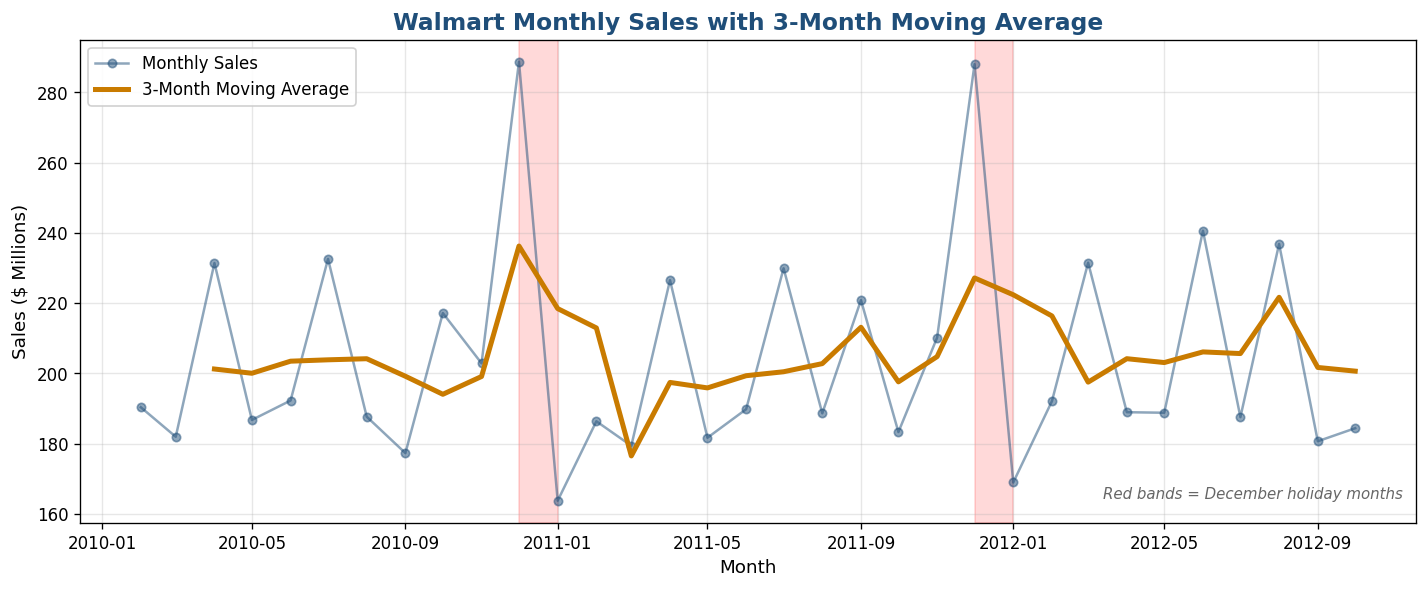 Walmart Monthly Sales with 3-Month Moving Average
Monthly Sales
3-Month Moving Average
Sales ($ Millions)
280
260
240
220
200
180
160
Red bands = December holiday months
2010-01 2010-05 2010-09 2011-01 2011-05 2011-09 2012-01 2012-05 2012-09
Month